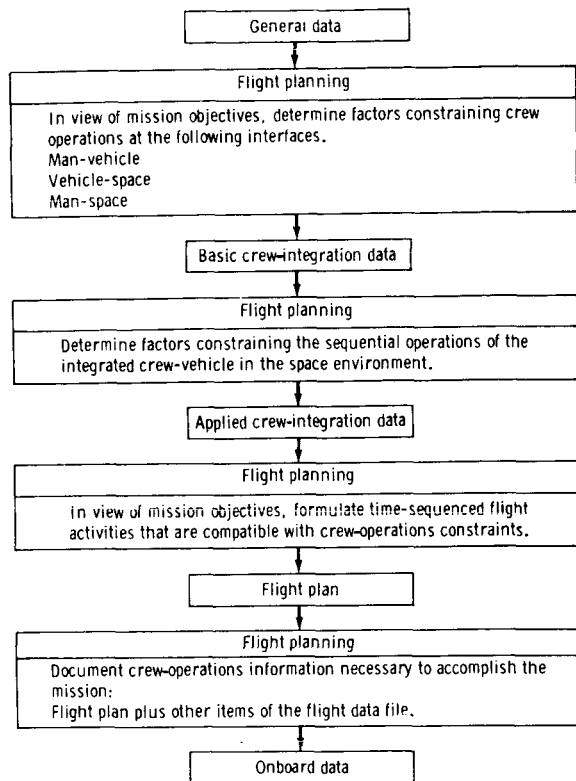 General data
Flight planning
In view of mission objectives, determine factors constraining crew
operations at the following interfaces.
Man-vehicle
Vehicle-space
Man-space
Basic crew-integration data
Flight planning
Determine factors constraining the sequential operations of the
integrated crew-vehicle in the space environment.
Applied crew-integration data
Flight planning
In view of mission objectives, formulate time-sequenced flight
activities that are compatible with crew-operations constraints.
Flight plan
Flight planning
Document crew-operations information necessary to accomplish the
mission:
Flight plan plus other items of the flight data file.
Onboard data